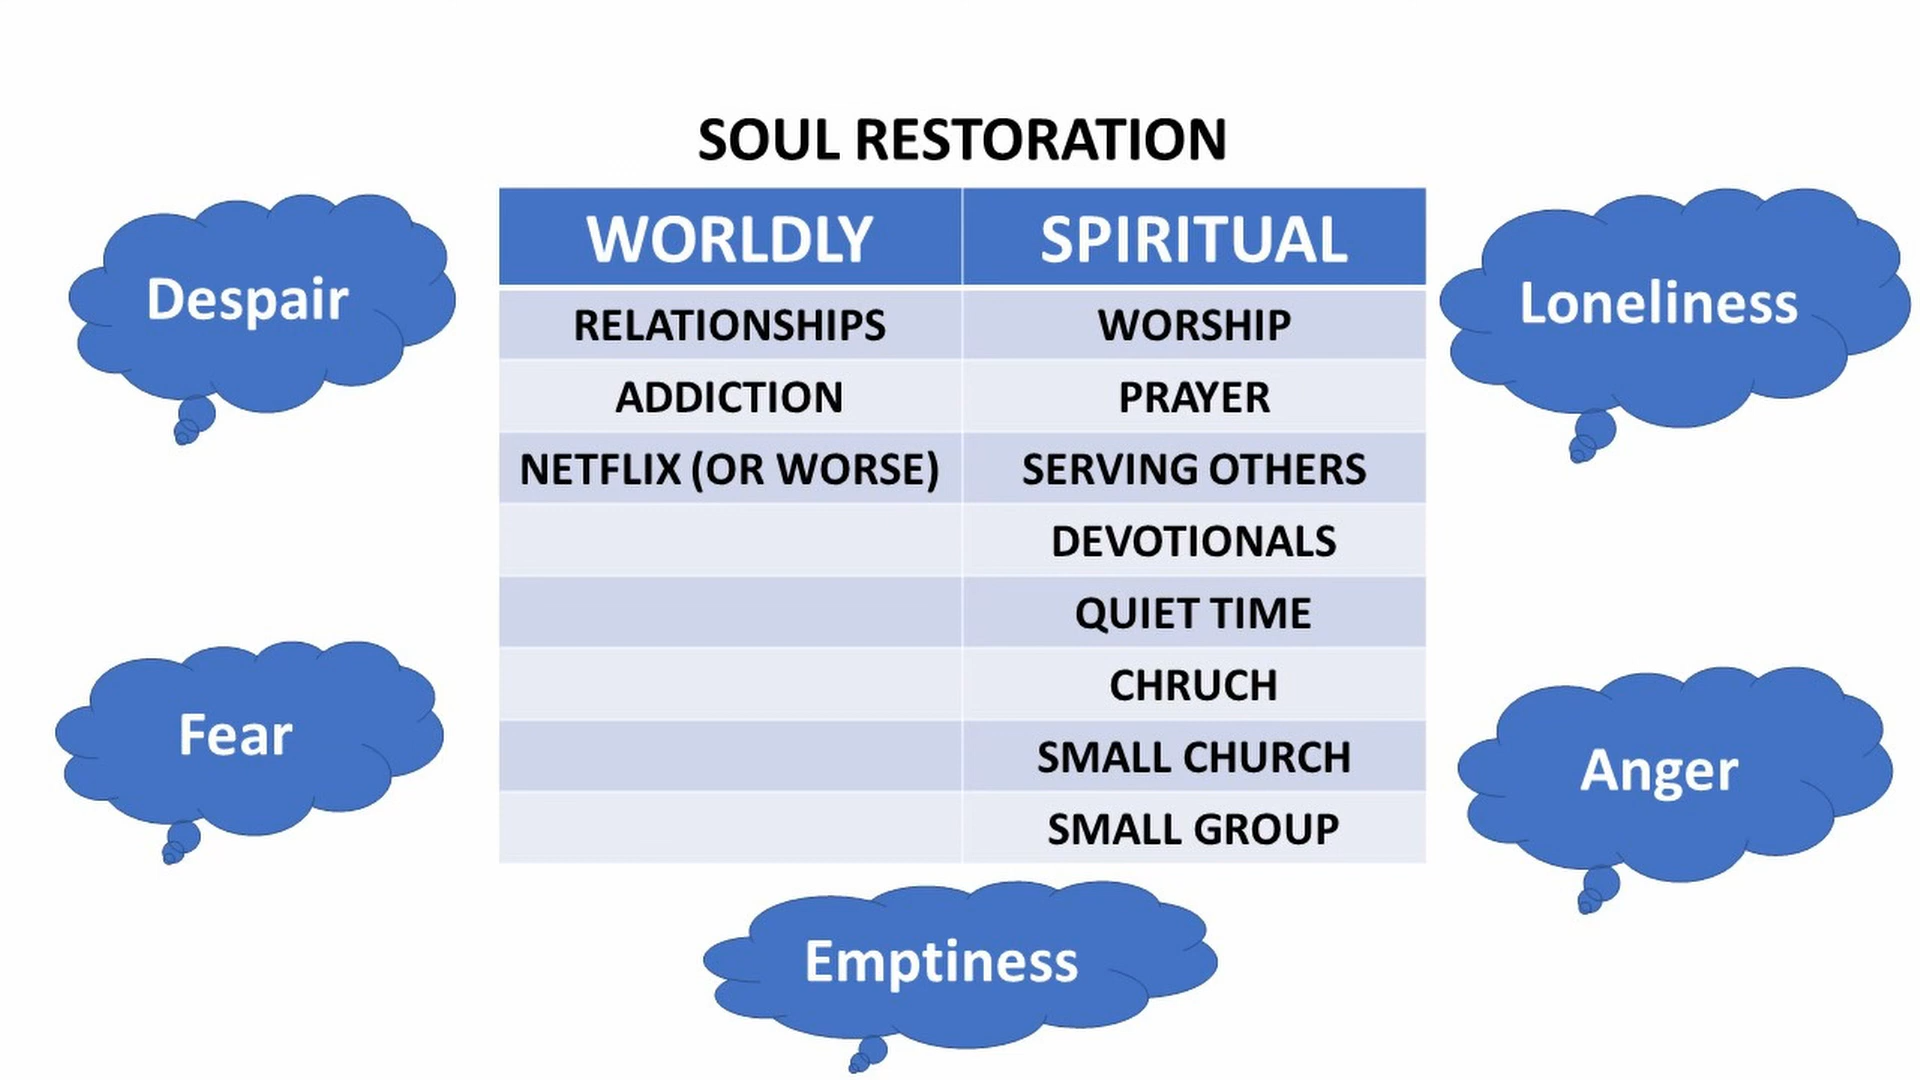 SOUL RESTORATION
WORLDLY SPIRITUAL
RELATIONSHIPS WORSHIP
ADDICTION PRAYER
NETFLIX (OR WORSE) SERVING OTHERS
DEVOTIONALS
QUIET TIME
CHRUCH
SMALL CHURCH
SMALL GROUP
Despair
Loneliness
Fear
Anger
Emptiness